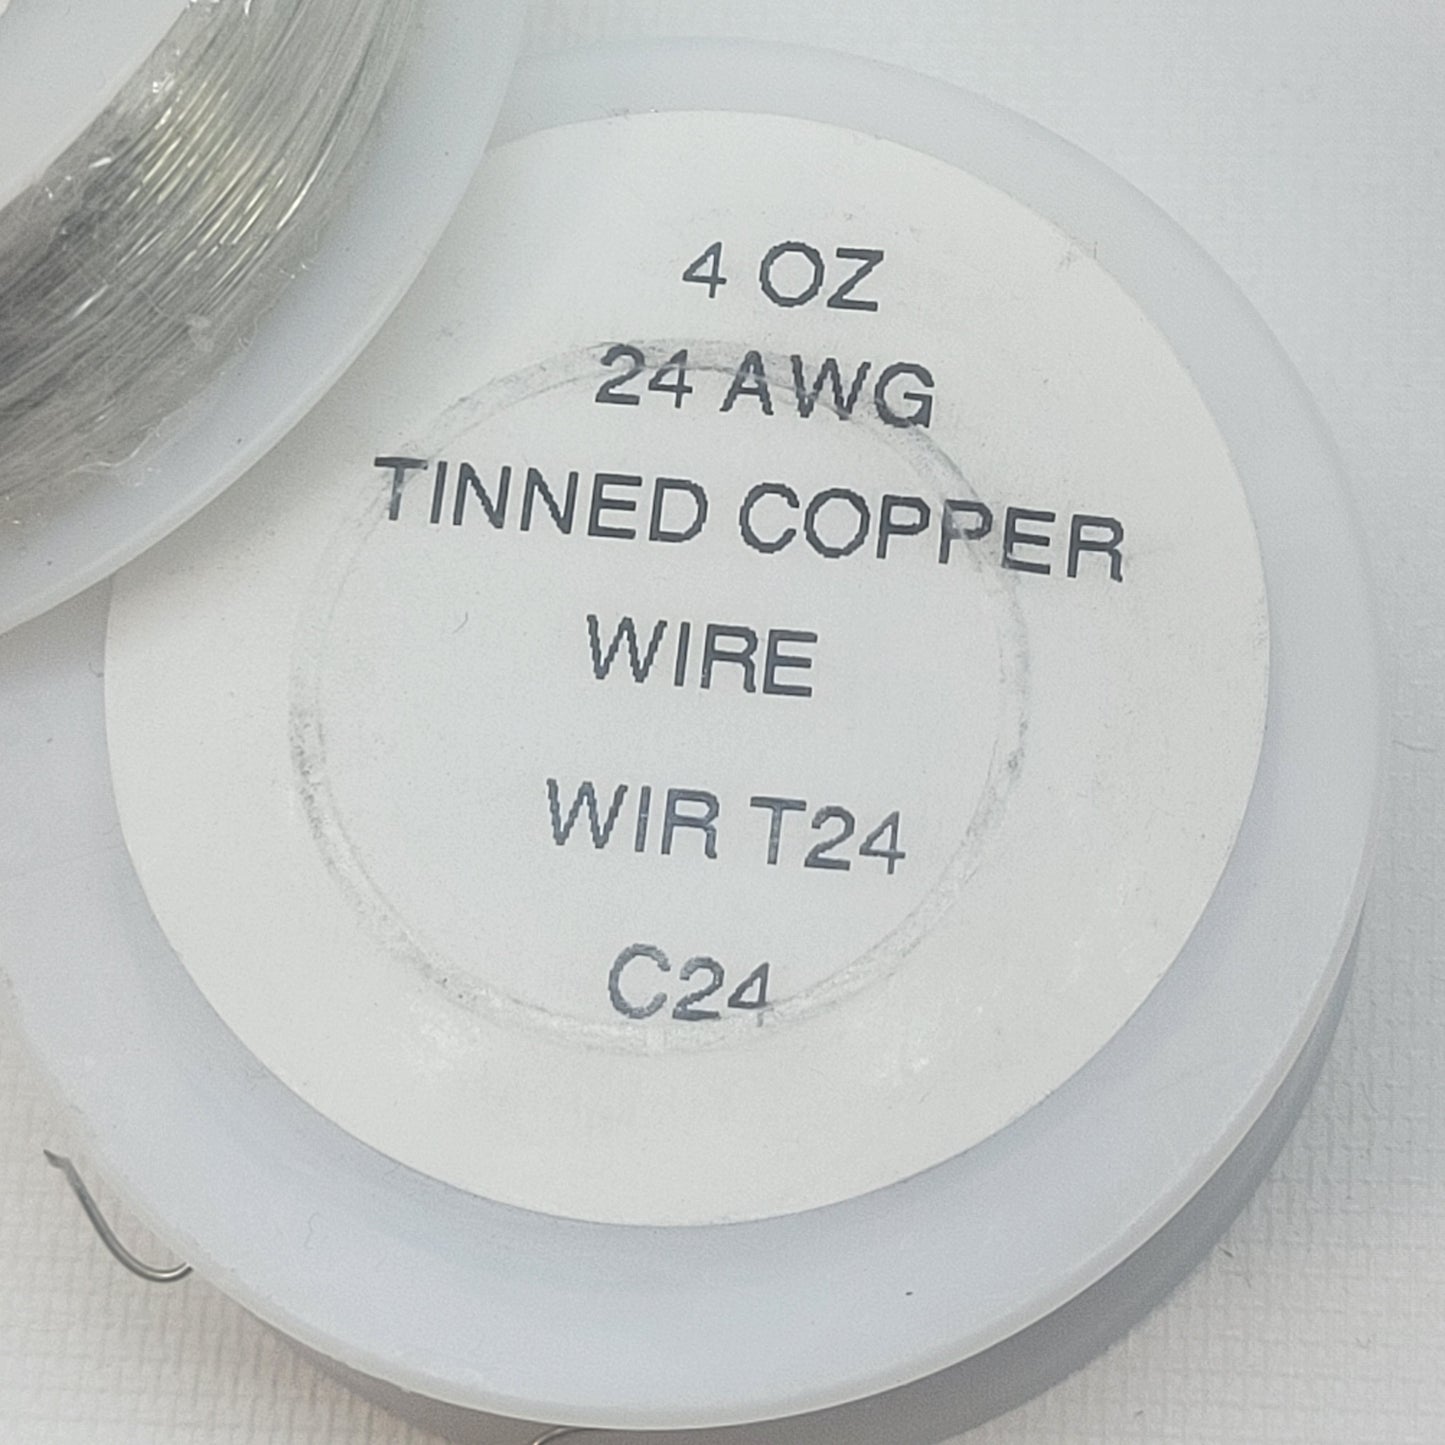 4 OZ
24 AWG
TINNED COPPER
WIRE
WIR T24
C24